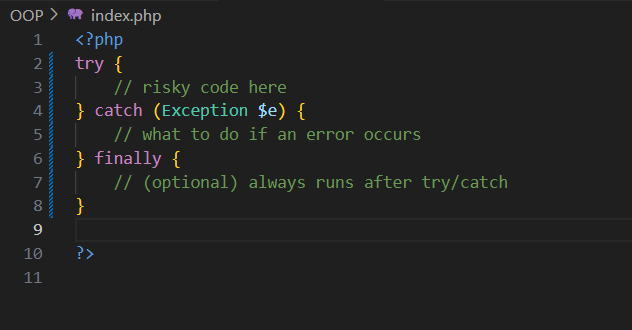 OOP > index.php
1 <?php
2 try {
3     // risky code here
4 } catch (Exception $e) {
5     // what to do if an error occurs
6 } finally {
7     // (optional) always runs after try/catch
8 }
9
10 ?>
11